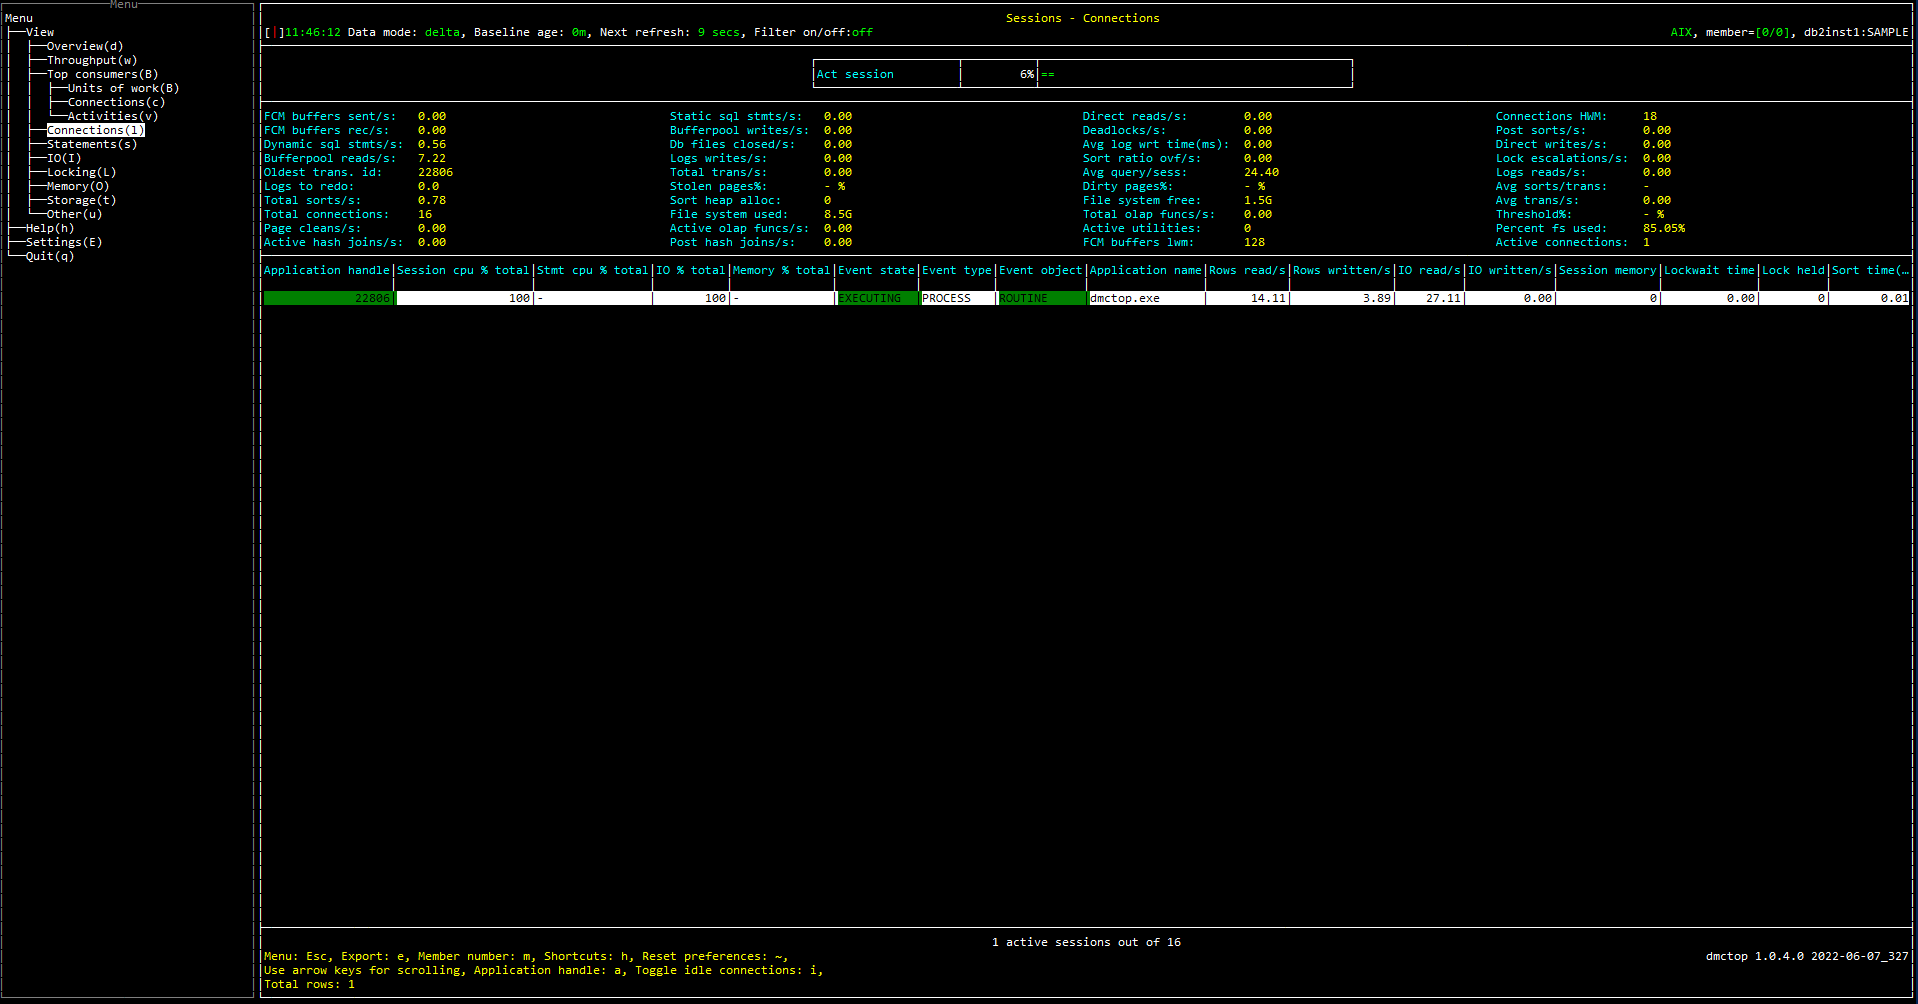 Menu
Menu
View
Overview(d)
Throughput(w)
Top consumers(B)
Units of work(B)
Connections(c)
Activities(v)
Connections(l)
Statements(s)
IO(I)
Locking(L)
Memory(O)
Storage(t)
Other(u)
Help(h)
Settings(E)
Quit(q)
Sessions - Connections
[|]11:46:12 Data mode: delta, Baseline age: 0m, Next refresh: 9 secs, Filter on/off:off AIX, member=[0/0], db2inst1:SAMPLE
Act session 6% ==
FCM buffers sent/s: 0.00 Static sql stmts/s: 0.00 Direct reads/s: 0.00 Connections HWM: 18
FCM buffers rec/s: 0.00 Bufferpool writes/s: 0.00 Deadlocks/s: 0.00 Post sorts/s: 0.00
Dynamic sql stmts/s: 0.56 Db files closed/s: 0.00 Avg log wrt time(ms): 0.00 Direct writes/s: 0.00
Bufferpool reads/s: 7.22 Logs writes/s: 0.00 Sort ratio ovf/s: 0.00 Lock escalations/s: 0.00
Oldest trans. id: 22806 Total trans/s: 0.00 Avg query/sess: 24.40 Logs reads/s: 0.00
Logs to redo: 0.0 Stolen pages%: - % Dirty pages%: - % Avg sorts/trans: -
Total sorts/s: 0.78 Sort heap alloc: 0 File system free: 1.5G Avg trans/s: 0.00
Total connections: 16 File system used: 8.5G Total olap funcs/s: 0.00 Threshold%: - %
Page cleans/s: 0.00 Active olap funcs/s: 0.00 Active utilities: 0 Percent fs used: 85.05%
Active hash joins/s: 0.00 Post hash joins/s: 0.00 FCM buffers lwm: 128 Active connections: 1
Application handle Session cpu % total Stmt cpu % total IO % total Memory % total Event state Event type Event object Application name Rows read/s Rows written/s IO read/s IO written/s Session memory Lockwait time Lock held Sort time(…
22806 100 - 100 - EXECUTING PROCESS ROUTINE dmctop.exe 14.11 3.89 27.11 0.00 0 0.00 0 0.01
1 active sessions out of 16
Menu: Esc, Export: e, Member number: m, Shortcuts: h, Reset preferences: ~, dmctop 1.0.4.0 2022-06-07_327
Use arrow keys for scrolling, Application handle: a, Toggle idle connections: i,
Total rows: 1